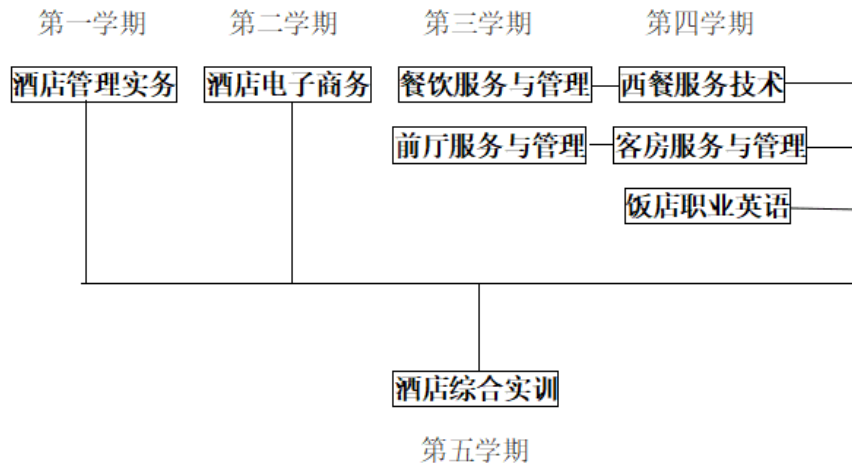 第一学期 第二学期 第三学期 第四学期
酒店管理实务 酒店电子商务 餐饮服务与管理 西餐服务技术
前厅服务与管理 客房服务与管理
饭店职业英语
酒店综合实训
第五学期